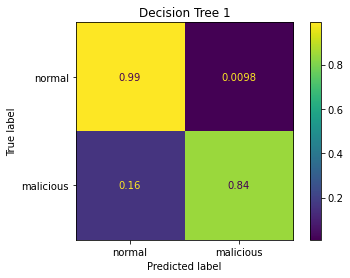 Decision Tree 1
True label
normal
0.99
0.0098
malicious
0.16
0.84
normal
malicious
Predicted label
0.8
0.6
0.4
0.2